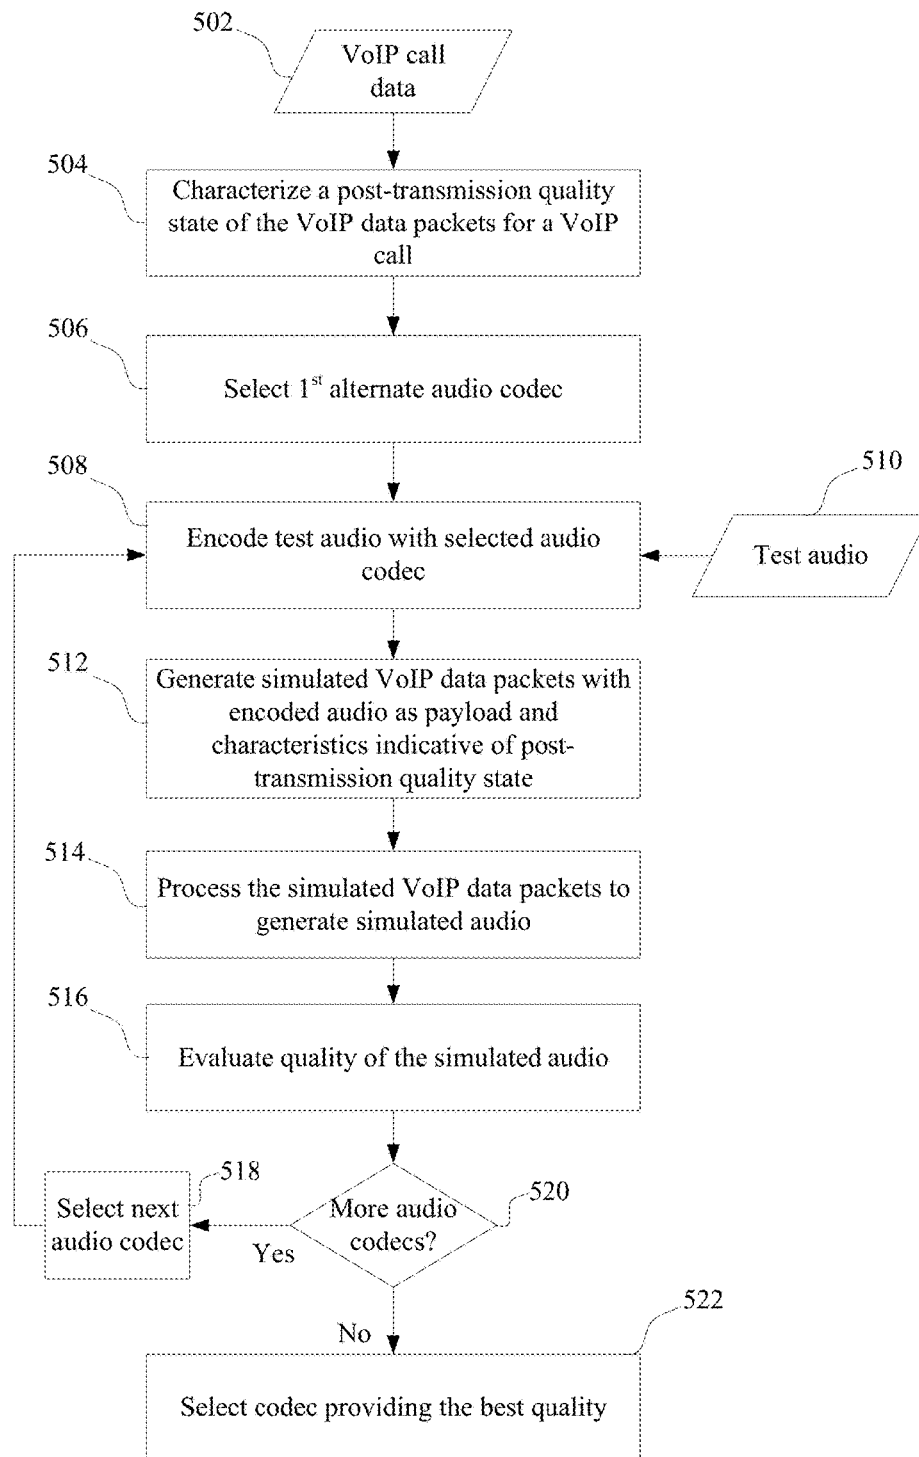 502
VoIP call
data
504
Characterize a post-transmission quality
state of the VoIP data packets for a VoIP
call
506
Select 1st alternate audio codec
508
510
Encode test audio with selected audio
codec
Test audio
512
Generate simulated VoIP data packets with
encoded audio as payload and
characteristics indicative of post-
transmission quality state
514
Process the simulated VoIP data packets to
generate simulated audio
516
Evaluate quality of the simulated audio
518
Select next
audio codec
520
More audio
codecs?
Yes
No
522
Select codec providing the best quality